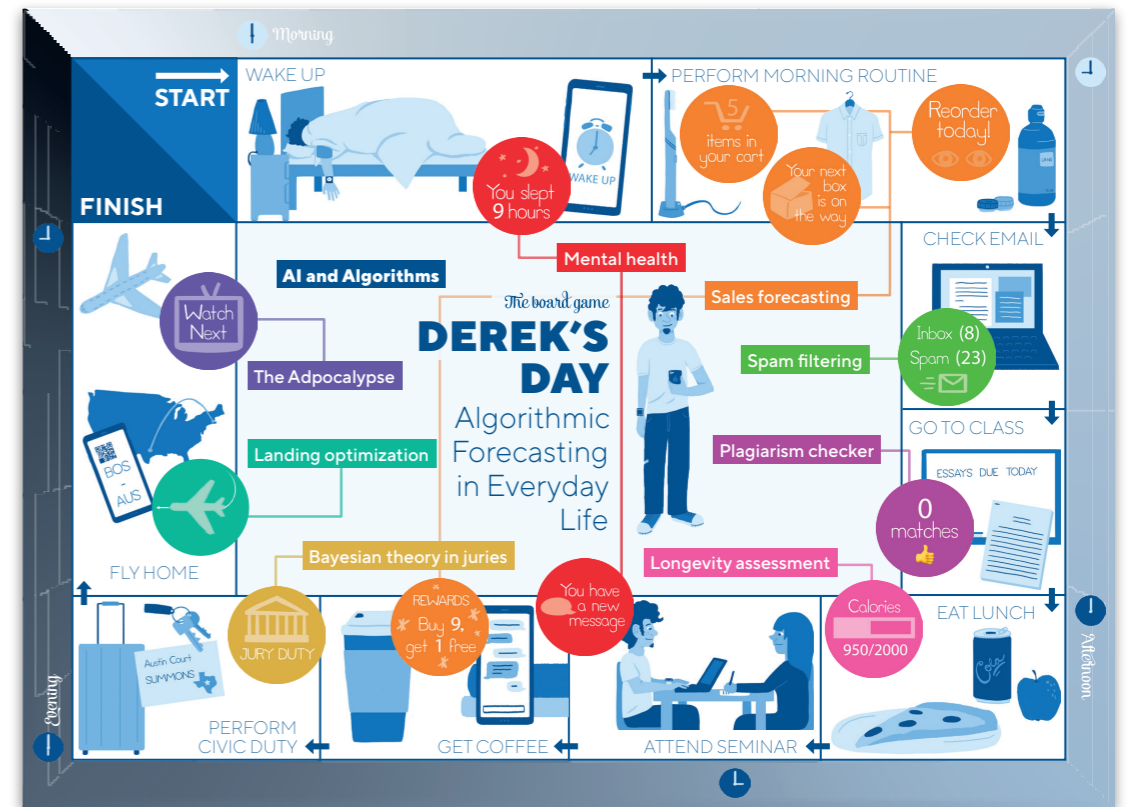 Morning
START
FINISH
WAKE UP
WAKE UP
You slept
9 hours
PERFORM MORNING ROUTINE
5
items in
your cart
Your next
box
is on
the way
Reorder
today!
CHECK EMAIL
Inbox (8)
Spam (23)
GO TO CLASS
ESSAYS DUE TODAY
0
matches
Afternoon
EAT LUNCH
Calories
950/2000
ATTEND SEMINAR
You have
a new
message
GET COFFEE
REWARDS
Buy 9,
get 1 free
PERFORM
CIVIC DUTY
Austin Court
SUMMONS
JURY DUTY
Evening
FLY HOME
BOS
-
AUS
Watch
Next
AI and Algorithms
The board game
DEREK'S
DAY
Algorithmic
Forecasting
in Everyday
Life
Mental health
Sales forecasting
Spam filtering
Plagiarism checker
Longevity assessment
Bayesian theory in juries
Landing optimization
The Adpocalypse